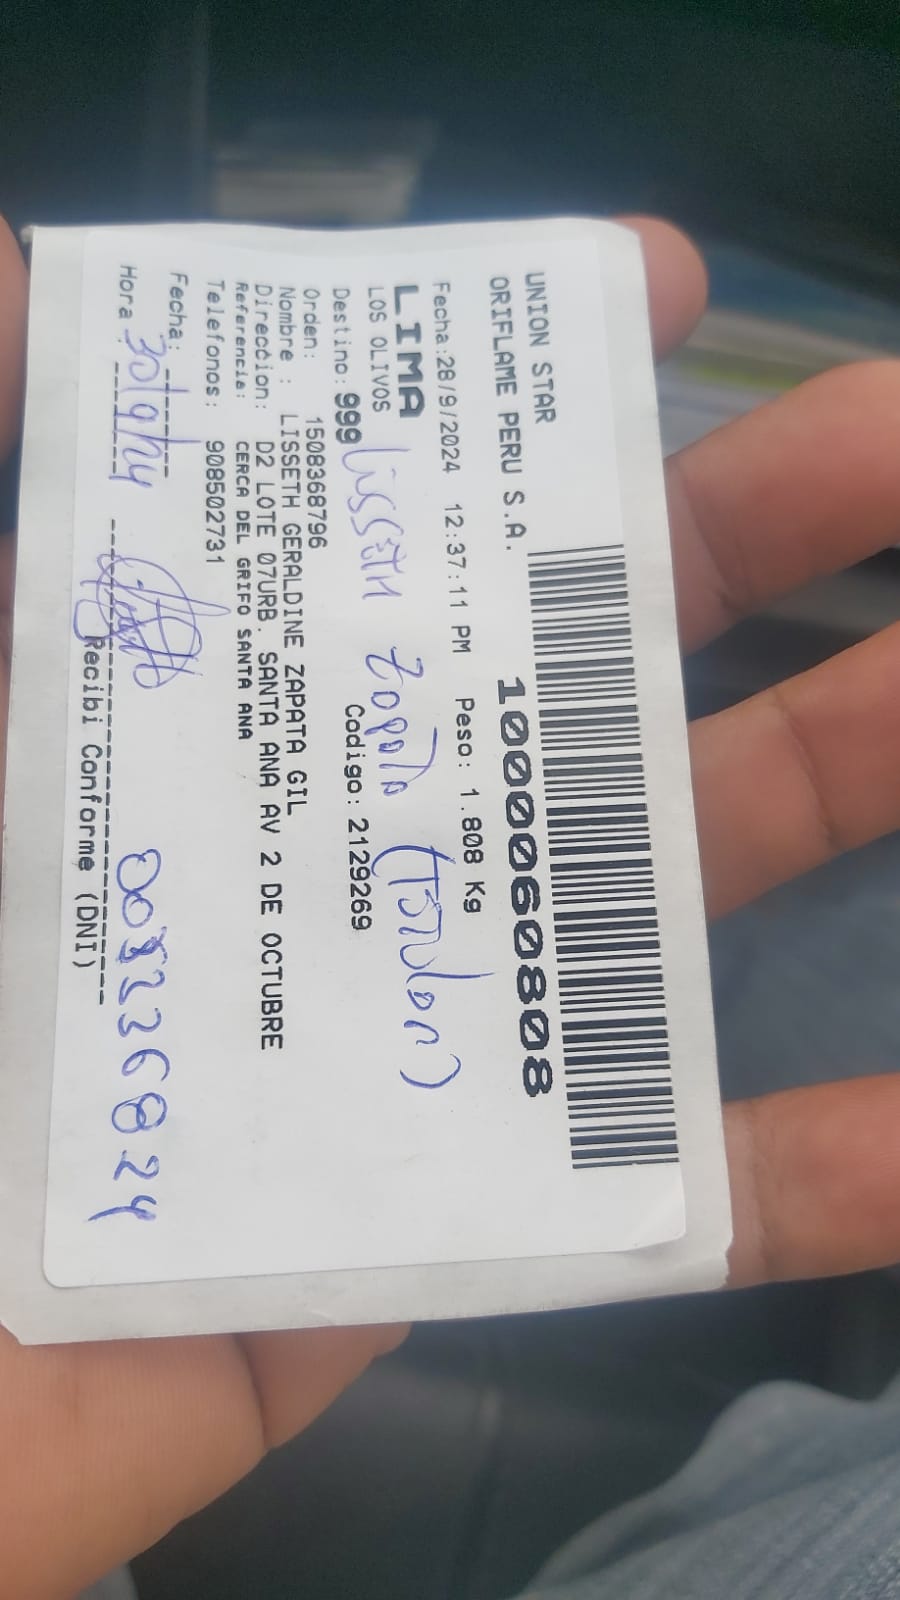 UNION STAR
ORIFLAME PERU S.A.
10000060808
Fecha:28/9/2024 12:37:11 PM Peso: 1.808 Kg
LIMA
LOS OLIVOS
Lisseth Zapata (Titular)
Destino: 999 Codigo: 2129269
Orden: 1508368796
Nombre : LISSETH GERALDINE ZAPATA GIL
Dirección: D2 LOTE 07URB. SANTA ANA AV 2 DE OCTUBRE
Referencia: CERCA DEL GRIFO SANTA ANA
Telefonos: 908502731
Fecha:
Hora : 30/9/24
Recibi Conforme (DNI)